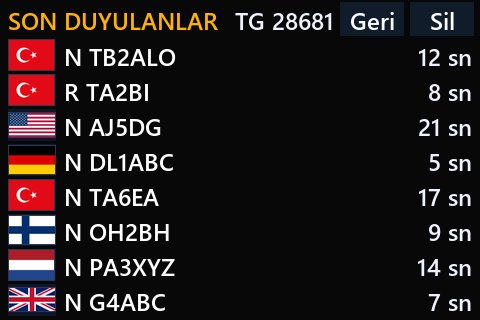 SON DUYULANLAR TG 28681 Geri Sil
N TB2ALO 12 sn
R TA2BI 8 sn
N AJ5DG 21 sn
N DL1ABC 5 sn
N TA6EA 17 sn
N OH2BH 9 sn
N PA3XYZ 14 sn
N G4ABC 7 sn